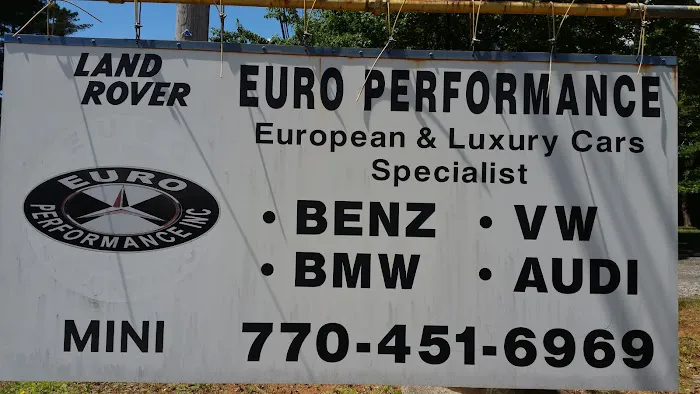 LAND
ROVER
EURO PERFORMANCE
European & Luxury Cars
Specialist
EURO
PERFORMANCE INC
• BENZ • VW
• BMW • AUDI
MINI
770-451-6969